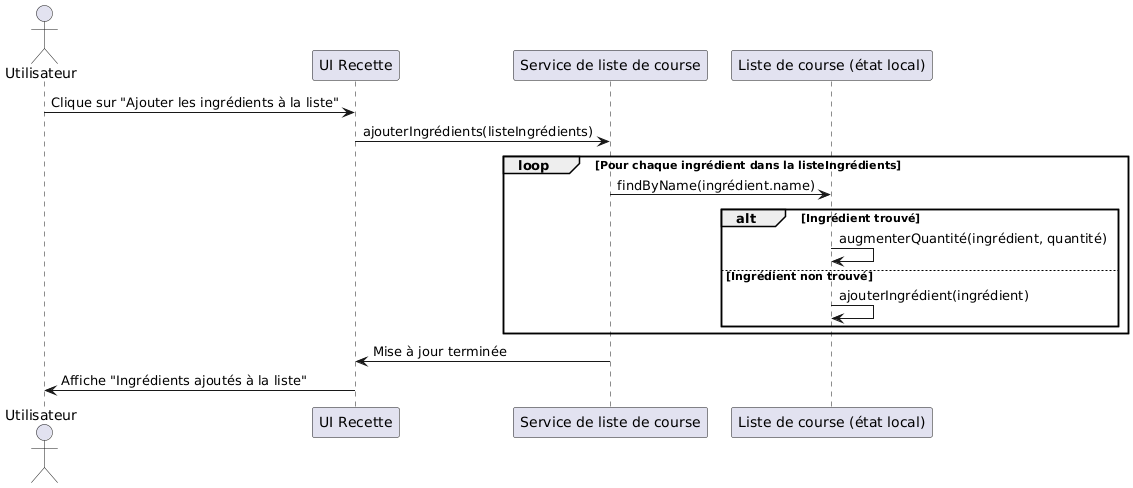 Utilisateur
UI Recette
Service de liste de course
Liste de course (état local)
Clique sur "Ajouter les ingrédients à la liste"
ajouterIngrédients(listeIngrédients)
loop [Pour chaque ingrédient dans la listeIngrédients]
findByName(ingrédient.name)
alt [Ingrédient trouvé]
augmenterQuantité(ingrédient, quantité)
[Ingrédient non trouvé]
ajouterIngrédient(ingrédient)
Mise à jour terminée
Affiche "Ingrédients ajoutés à la liste"
Utilisateur
UI Recette
Service de liste de course
Liste de course (état local)